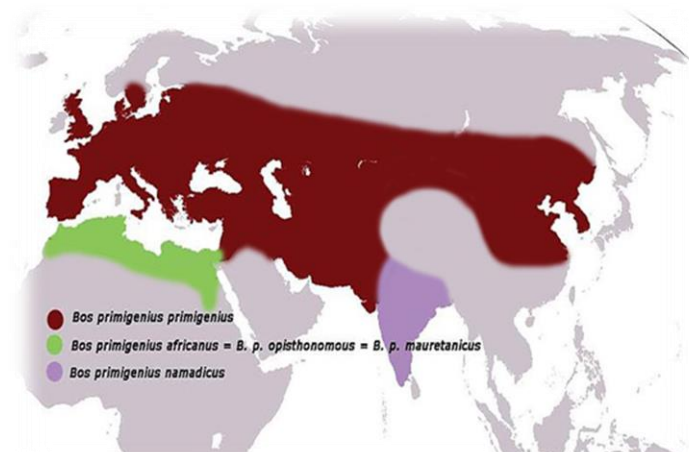 Bos primigenius primigenius
Bos primigenius africanus = B. p. opisthonomous = B. p. mauretanicus
Bos primigenius namadicus